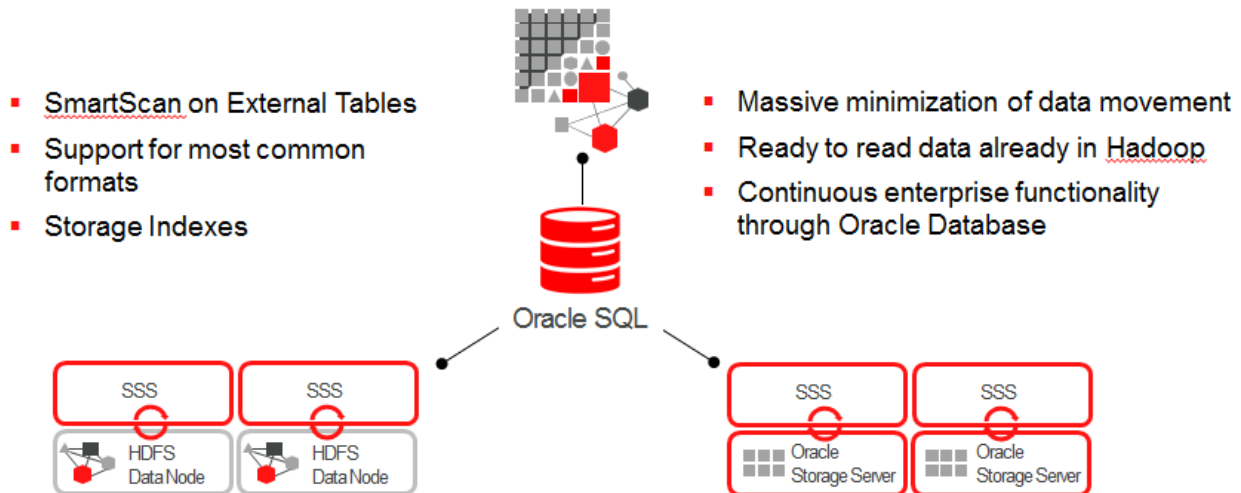 SmartScan on External Tables
Support for most common
formats
Storage Indexes
Massive minimization of data movement
Ready to read data already in Hadoop
Continuous enterprise functionality
through Oracle Database
Oracle SQL
SSS
SSS
HDFS
Data Node
HDFS
Data Node
SSS
SSS
Oracle
Storage Server
Oracle
Storage Server